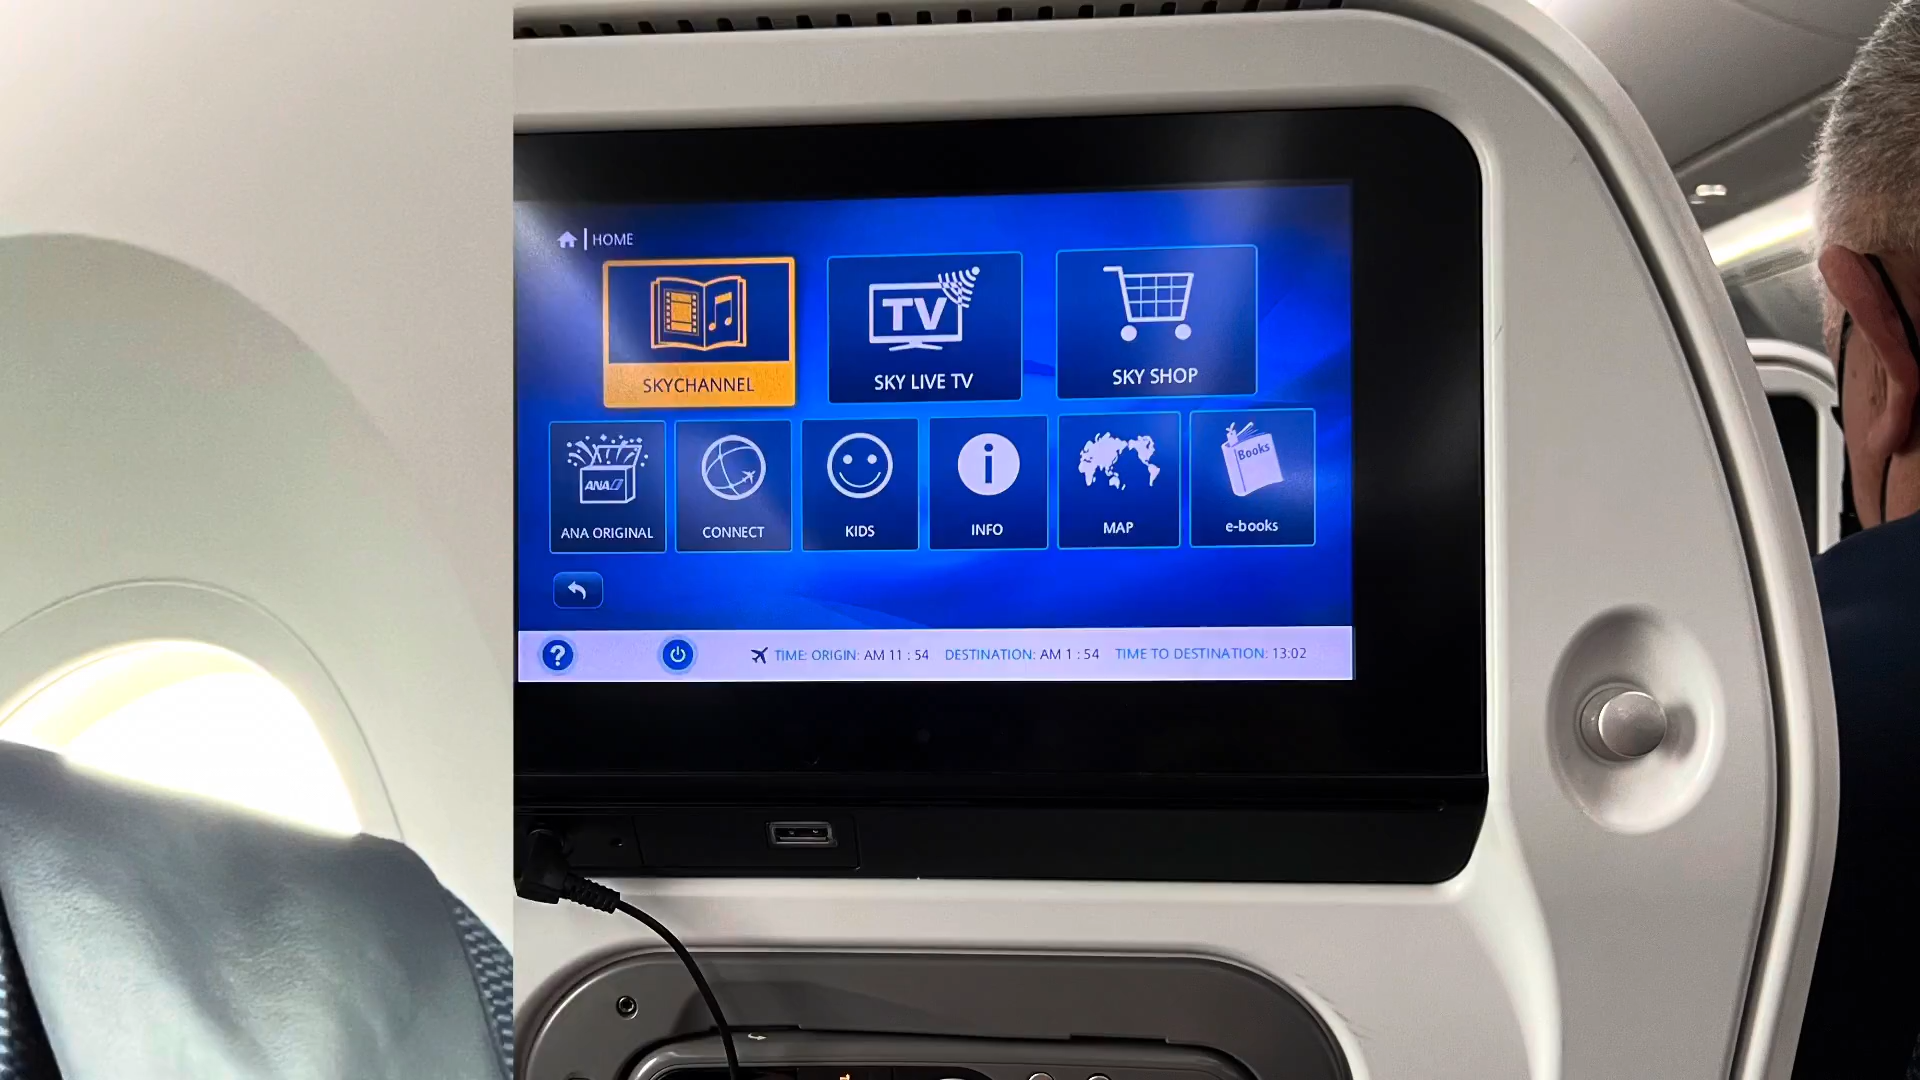 HOME
TV
SKYCHANNEL
SKY LIVE TV
SKY SHOP
ANA
Books
ANA ORIGINAL
CONNECT
KIDS
INFO
MAP
e-books
TIME: ORIGIN: AM 11 : 54 DESTINATION: AM 1 : 54 TIME TO DESTINATION: 13:02